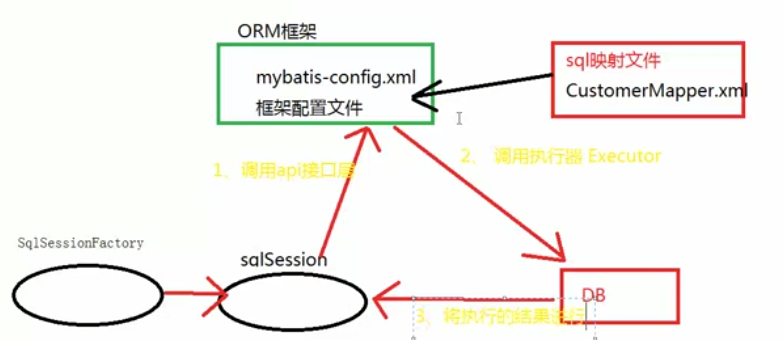 ORM框架
mybatis-config.xml
框架配置文件
sql映射文件
CustomerMapper.xml
1、调用api接口层
2、 调用执行器 Executor
SqlSessionFactory
sqlSession
DB
3、将执行的结果进行